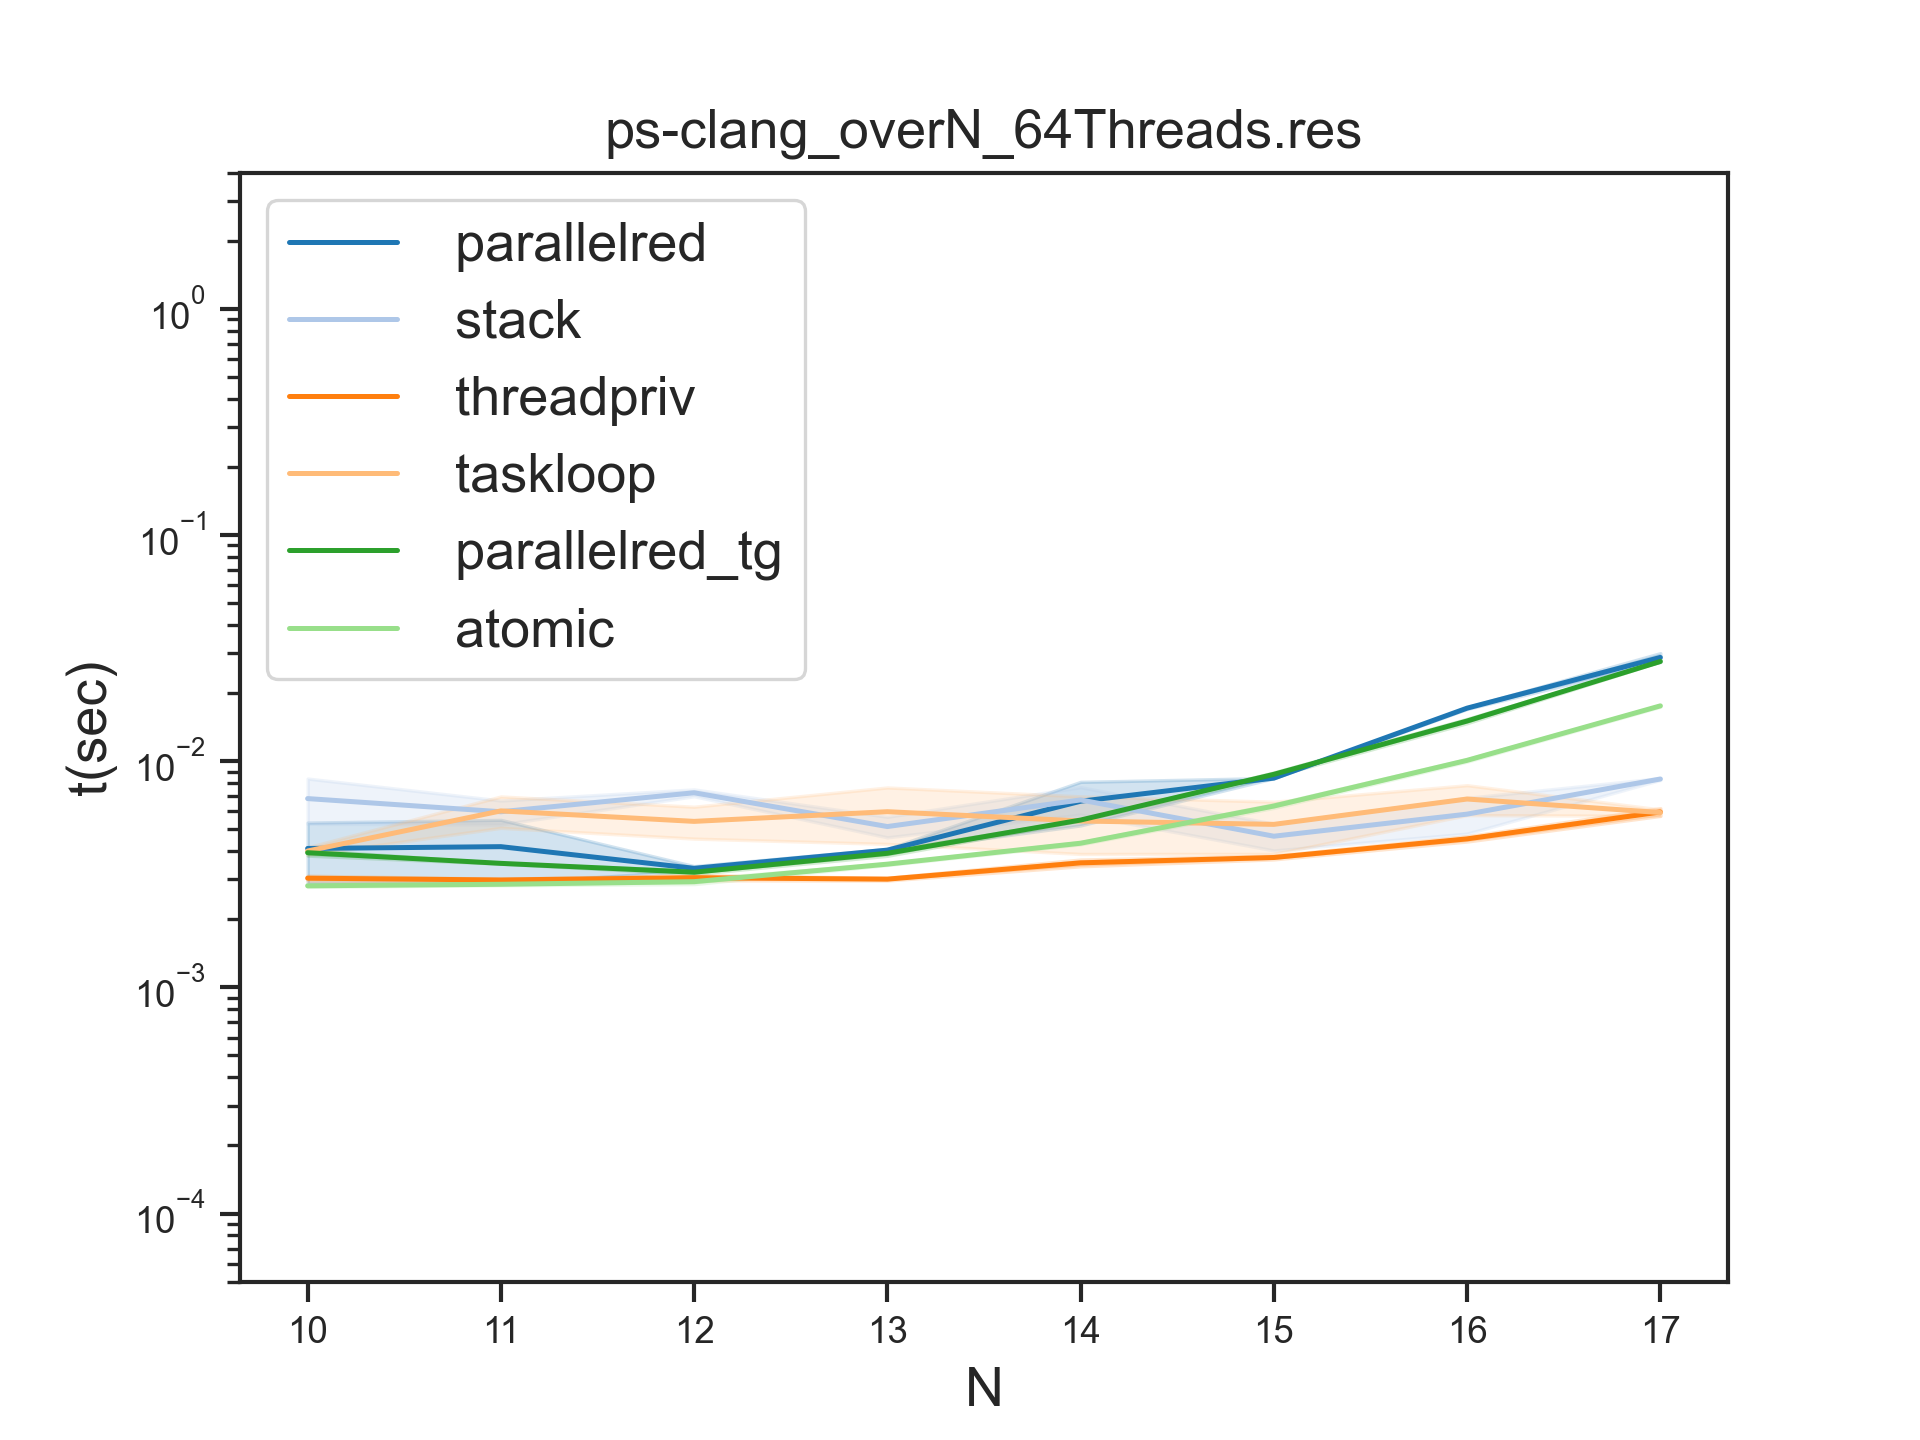 ps-clang_overN_64Threads.res
parallelred
stack
threadpriv
taskloop
parallelred_tg
atomic
t(sec)
10⁰
10⁻¹
10⁻²
10⁻³
10⁻⁴
10 11 12 13 14 15 16 17
N